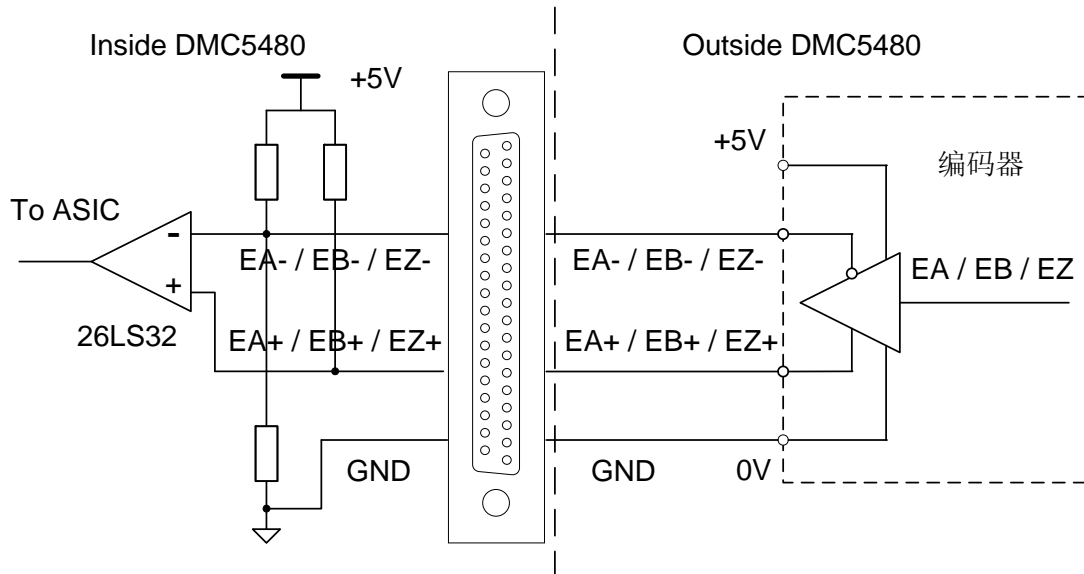 Inside DMC5480
Outside DMC5480
+5V
+5V
编码器
To ASIC
-
EA- / EB- / EZ-
EA- / EB- / EZ-
EA / EB / EZ
+
26LS32
EA+ / EB+ / EZ+
EA+ / EB+ / EZ+
GND
GND
0V